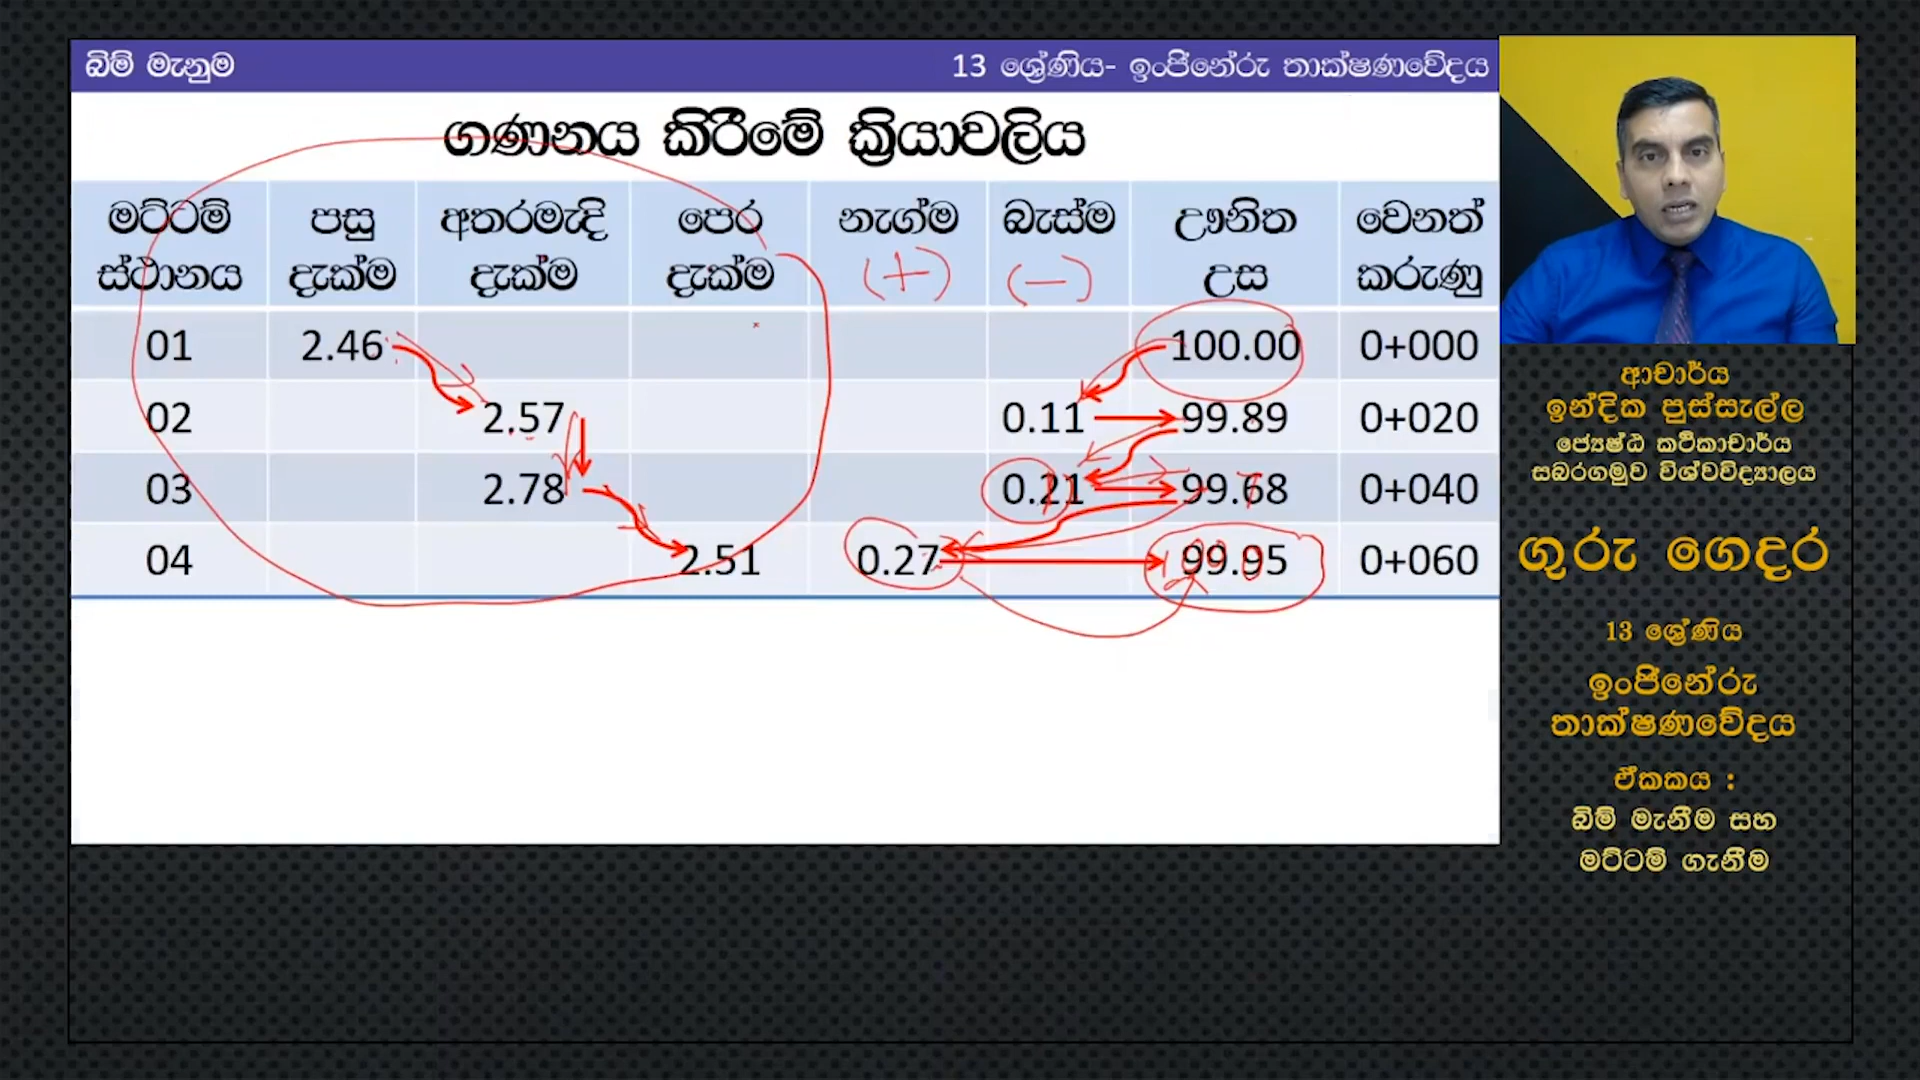 බිම් මැනුම
13 ශ්‍රේණිය- ඉංජිනේරු තාක්ෂණවේදය
ගණනය කිරීමේ ක්‍රියාවලිය
මට්ටම් ස්ථානය පසු දැක්ම අතරමැදි දැක්ම පෙර දැක්ම නැග්ම බැස්ම ඌනිත උස වෙනත් කරුණු
(+) (−)
01 2.46 100.00 0+000
02 2.57 0.11 99.89 0+020
03 2.78 0.21 99.68 0+040
04 2.51 0.27 99.95 0+060
ආචාර්ය
ඉන්දික පුස්සැල්ල
ජ්‍යෙෂ්ඨ කථිකාචාර්ය
සබරගමුව විශ්වවිද්‍යාලය
ගුරු ගෙදර
13 ශ්‍රේණිය
ඉංජිනේරු
තාක්ෂණවේදය
ඒකකය :
බිම් මැනීම සහ
මට්ටම් ගැනීම